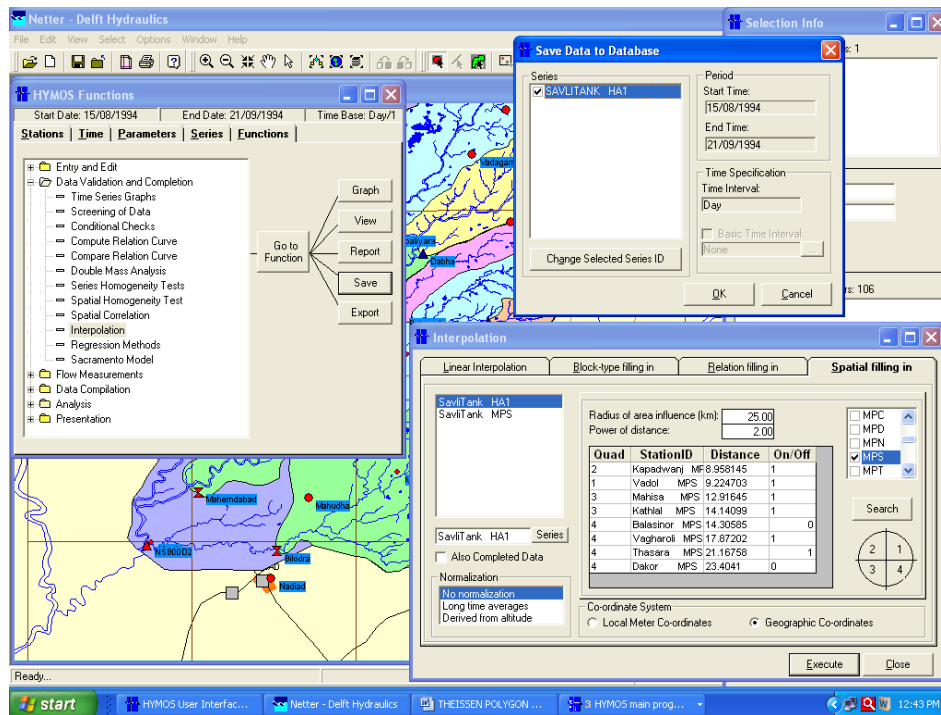 Netter - Delft Hydraulics
File Edit View Select Options Window Help
HYMOS Functions
Start Date: 15/08/1994 End Date: 21/09/1994 Time Base: Day/1
Stations Time Parameters Series Functions
Entry and Edit
Data Validation and Completion
Time Series Graphs
Screening of Data
Conditional Checks
Compute Relation Curve
Compare Relation Curve
Double Mass Analysis
Series Homogeneity Tests
Spatial Homogeneity Test
Spatial Correlation
Interpolation
Regression Methods
Sacramento Model
Flow Measurements
Data Compilation
Analysis
Presentation
Go to
Function
Graph
View
Report
Save
Export
Selection Info
s: 1
rs: 106
Save Data to Database
Series
SAVLITANK HA1
Change Selected Series ID
Period
Start Time:
15/08/1994
End Time:
21/09/1994
Time Specification
Time Interval:
Day
Basic Time Interval:
None ...
OK Cancel
Vadagam
paliyara
Dabha
Mahemdabad
Mahudha
NSB00D2
Bilodra
Nadiad
Interpolation
Linear Interpolation Block-type filling in Relation filling in Spatial filling in
SavliTank HA1
SavliTank MPS
SavliTank HA1 Series
Also Completed Data
Normalization
No normalization
Long time averages
Derived from altitude
Radius of area influence (km): 25.00
Power of distance: 2.00
Quad StationID Distance On/Off
2 Kapadwanj MF 8.958145 1
1 Vadol MPS 9.224703 1
3 Mahisa MPS 12.91645 1
3 Kathlal MPS 14.14099 1
4 Balasinor MPS 14.30585 0
4 Vagharoli MPS 17.87202 1
4 Thasara MPS 21.16758 1
4 Dakor MPS 23.4041 0
MPC
MPD
MPN
MPS
MPT
Search
2 1
3 4
Co-ordinate System
Local Meter Co-ordinates Geographic Co-ordinates
Execute Close
Ready...
start HYMOS User Interfac... Netter - Delft Hydraulics THEISSEN POLYGON ... 3 HYMOS main prog... 12:43 PM